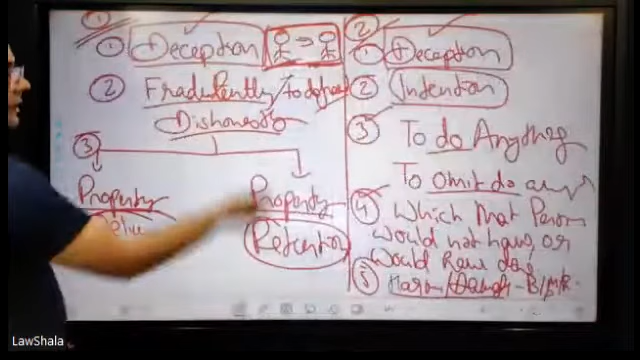 ①
① Deception
② Fradulently / To defraud
Dishonestly
③
Property
Property
Retention
②
① Deception
② Intention
③ To do Anything
To omit do any
④ Which that Person
would not have, or
would have done
⑤ Harm / Damage - B/M/R
LawShala